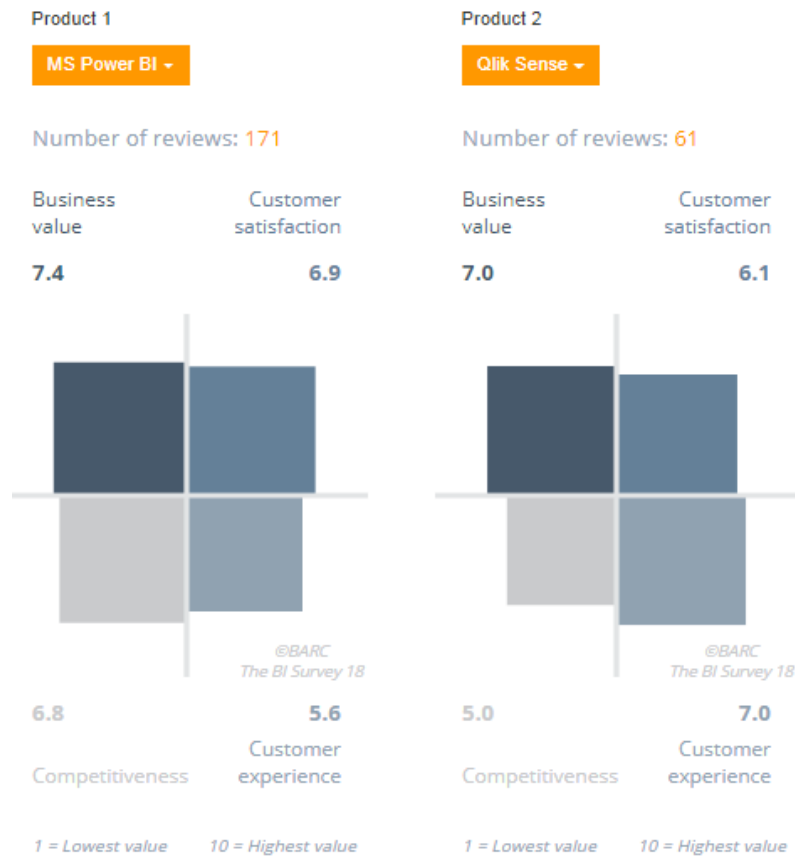 Product 1
MS Power BI
Number of reviews: 171
Business value
Customer satisfaction
7.4
6.9
©BARC
The BI Survey 18
6.8
5.6
Competitiveness
Customer experience
1 = Lowest value
10 = Highest value
Product 2
Qlik Sense
Number of reviews: 61
Business value
Customer satisfaction
7.0
6.1
©BARC
The BI Survey 18
5.0
7.0
Competitiveness
Customer experience
1 = Lowest value
10 = Highest value